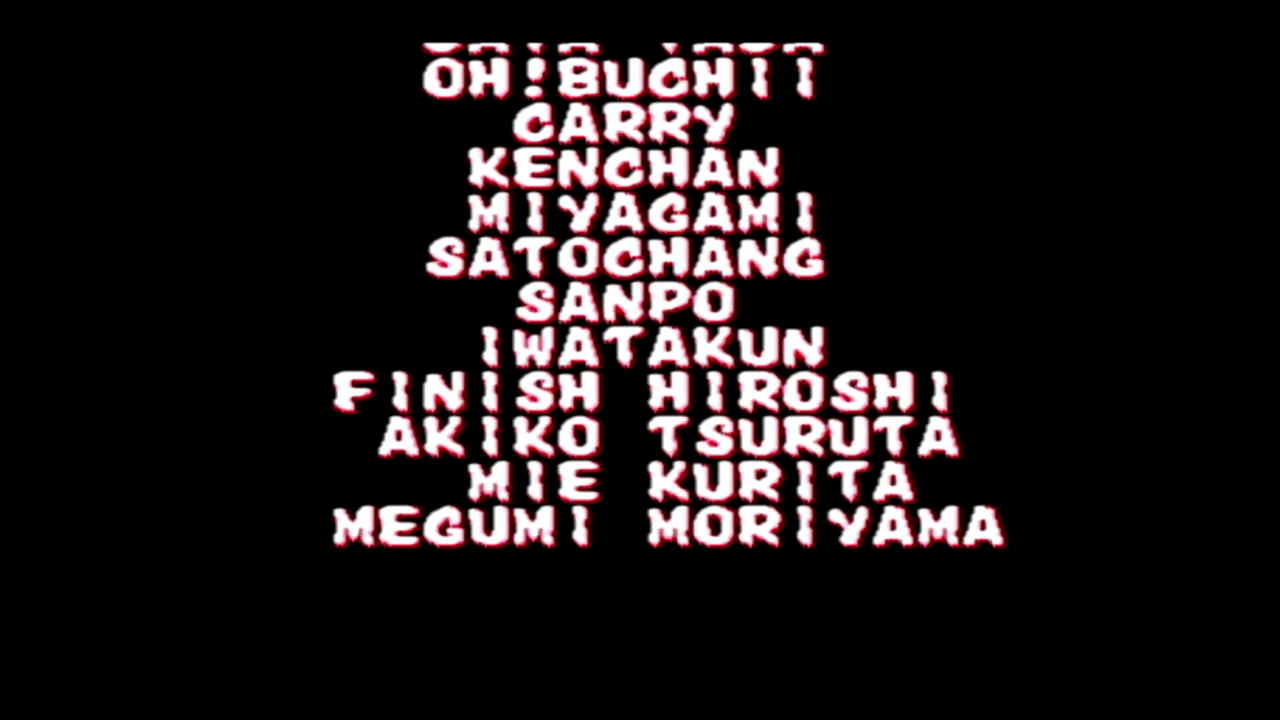 OH!BUCHII
CARRY
KENCHAN
MIYAGAMI
SATOCHANG
SANPO
IWATAKUN
FINISH HIROSHI
AKIKO TSURUTA
MIE KURITA
MEGUMI MORIYAMA